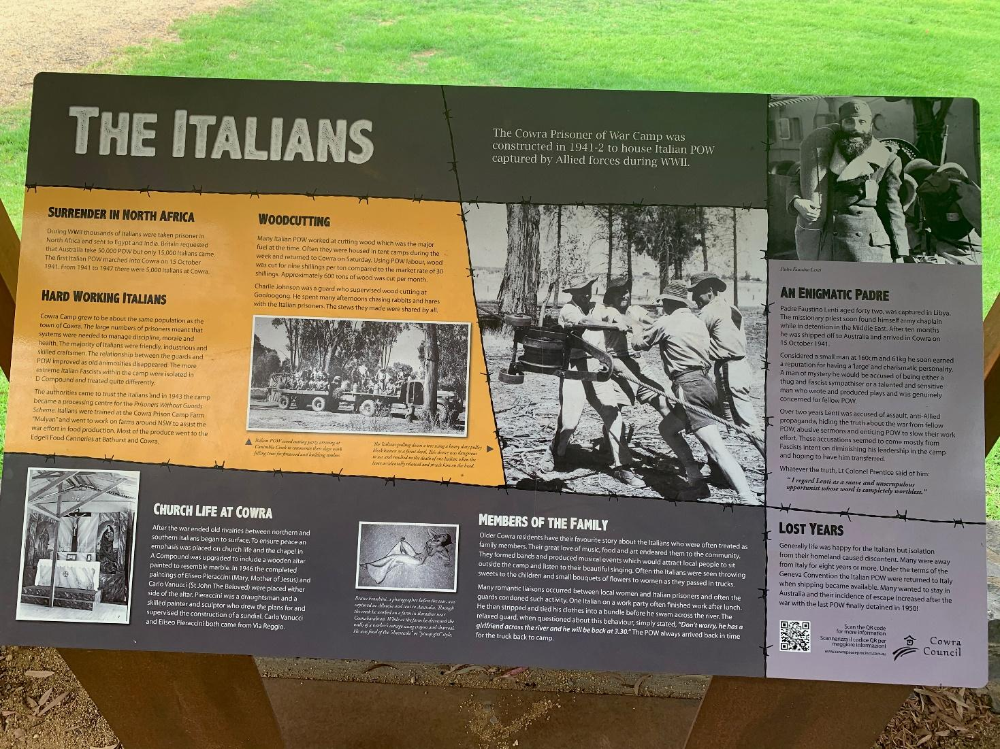 THE ITALIANS
The Cowra Prisoner of War Camp was
constructed in 1941-2 to house Italian POW
captured by Allied forces during WWII.
SURRENDER IN NORTH AFRICA
During WWII thousands of Italians were taken prisoner in
North Africa and sent to Egypt and India. Britain requested
that Australia take 50,000 POW but only 15,000 Italians came.
The first Italian POW marched into Cowra on 15 October
1941. From 1941 to 1947 there were 5,000 Italians at Cowra.
HARD WORKING ITALIANS
Cowra Camp grew to be about the same population as the
town of Cowra. The large numbers of prisoners meant that
systems were needed to manage discipline, morale and
health. The majority of Italians were friendly, industrious and
skilled craftsmen. The relationship between the guards and
POW improved as old animosities disappeared. The more
extreme Italian Fascists within the camp were isolated in
D Compound and treated quite differently.
The authorities came to trust the Italians and in 1943 the camp
became a processing centre for the Prisoners Without Guards
Scheme. Italians were trained at the Cowra Prison Camp Farm
"Mulyan" and went to work on farms around NSW to assist the
war effort in food production. Most of the produce went to the
Edgell Food Canneries at Bathurst and Cowra.
WOODCUTTING
Many Italian POW worked at cutting wood which was the major
fuel at the time. Often they were housed in tent camps during the
week and returned to Cowra on Saturday. Using POW labour, wood
was cut for nine shillings per ton compared to the market rate of 30
shillings. Approximately 600 tons of wood was cut per month.
Charlie Johnson was a guard who supervised wood cutting at
Gooloogong. He spent many afternoons chasing rabbits and hares
with the Italian prisoners. The stews they made were shared by all.
Italian POW wood cutting party arriving at
Canimbla Creek to commence their days work
felling trees for firewood and building timber.
The Italians pulling down a tree using a heavy duty pulley
block known as a forest devil. This device was dangerous
to use and resulted in the death of one Italian when the
lever accidentally released and struck him on the head.
Padre Faustino Lenti
AN ENIGMATIC PADRE
Padre Faustino Lenti aged forty two, was captured in Libya.
The missionary priest soon found himself army chaplain
while in detention in the Middle East. After ten months
he was shipped off to Australia and arrived in Cowra on
15 October 1941.
Considered a small man at 160cm and 61kg he soon earned
a reputation for having a 'large' and charismatic personality.
A man of mystery he would be accused of being either a
thug and Fascist sympathiser or a talented and sensitive
man who wrote and produced plays and was genuinely
concerned for fellow POW.
Over two years Lenti was accused of assault, anti-Allied
propaganda, hiding the truth about the war from fellow
POW, abusive sermons and enticing POW to slow their work
effort. These accusations seemed to come mostly from
Fascists intent on diminishing his leadership in the camp
and hoping to have him transferred.
Whatever the truth, Lt Colonel Prentice said of him:
"I regard Lenti as a suave and unscrupulous
opportunist whose word is completely worthless."
CHURCH LIFE AT COWRA
After the war ended old rivalries between northern and
southern Italians began to surface. To ensure peace an
emphasis was placed on church life and the chapel in
A Compound was upgraded to include a wooden altar
painted to resemble marble. In 1946 the completed
paintings of Eliseo Pieraccini (Mary, Mother of Jesus) and
Carlo Vanucci (St John The Beloved) were placed either
side of the altar. Pieraccini was a draughtsman and a
skilled painter and sculptor who drew the plans for and
supervised the construction of a sundial. Carlo Vanucci
and Eliseo Pieraccini both came from Via Reggio.
Bruno Franchini, a photographer before the war, was
captured in Albania and sent to Australia. Through
the week he worked on a farm in Baradine near
Coonabarabran. While at the farm he decorated the
walls of a worker's cottage using crayon and charcoal.
He was fond of the "cheesecake" or "pinup girl" style.
MEMBERS OF THE FAMILY
Older Cowra residents have their favourite story about the Italians who were often treated as
family members. Their great love of music, food and art endeared them to the community.
They formed bands and produced musical events which would attract local people to sit
outside the camp and listen to their beautiful singing. Often the Italians were seen throwing
sweets to the children and small bouquets of flowers to women as they passed in trucks.
Many romantic liaisons occurred between local women and Italian prisoners and often the
guards condoned such activity. One Italian on a work party often finished work after lunch.
He then stripped and tied his clothes into a bundle before he swam across the river. The
relaxed guard, when questioned about this behaviour, simply stated, "Don't worry, he has a
girlfriend across the river and he will be back at 3.30." The POW always arrived back in time
for the truck back to camp.
LOST YEARS
Generally life was happy for the Italians but isolation
from their homeland caused discontent. Many were away
from Italy for eight years or more. Under the terms of the
Geneva Convention the Italian POW were returned to Italy
when shipping became available. Many wanted to stay in
Australia and their incidence of escape increased after the
war with the last POW finally detained in 1950!
Scan the QR code
for more information
Scannerizza il codice QR per
maggiore informazioni
www.cowrapeaceprecinct.com.au
Cowra
Council